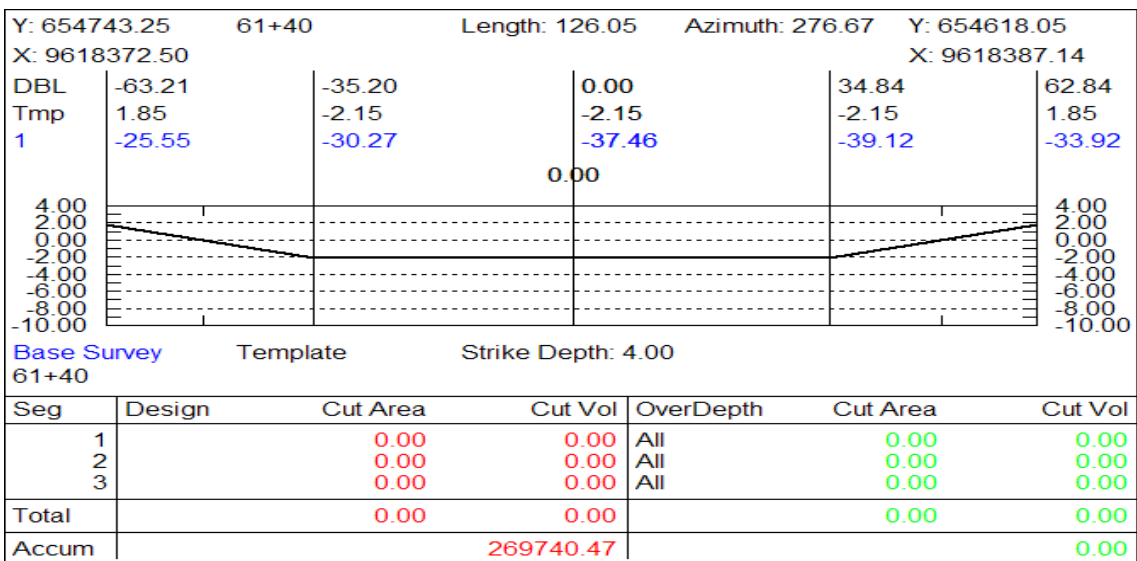 Y: 654743.25 61+40 Length: 126.05 Azimuth: 276.67 Y: 654618.05
X: 9618372.50 X: 9618387.14
DBL -63.21 -35.20 0.00 34.84 62.84
Tmp 1.85 -2.15 -2.15 -2.15 1.85
1 -25.55 -30.27 -37.46 -39.12 -33.92
0.00
4.00 4.00
2.00 2.00
0.00 0.00
-2.00 -2.00
-4.00 -4.00
-6.00 -6.00
-8.00 -8.00
-10.00 -10.00
Base Survey Template Strike Depth: 4.00
61+40
Seg Design Cut Area Cut Vol OverDepth Cut Area Cut Vol
1 0.00 0.00 All 0.00 0.00
2 0.00 0.00 All 0.00 0.00
3 0.00 0.00 All 0.00 0.00
Total 0.00 0.00 0.00 0.00
Accum 269740.47 0.00